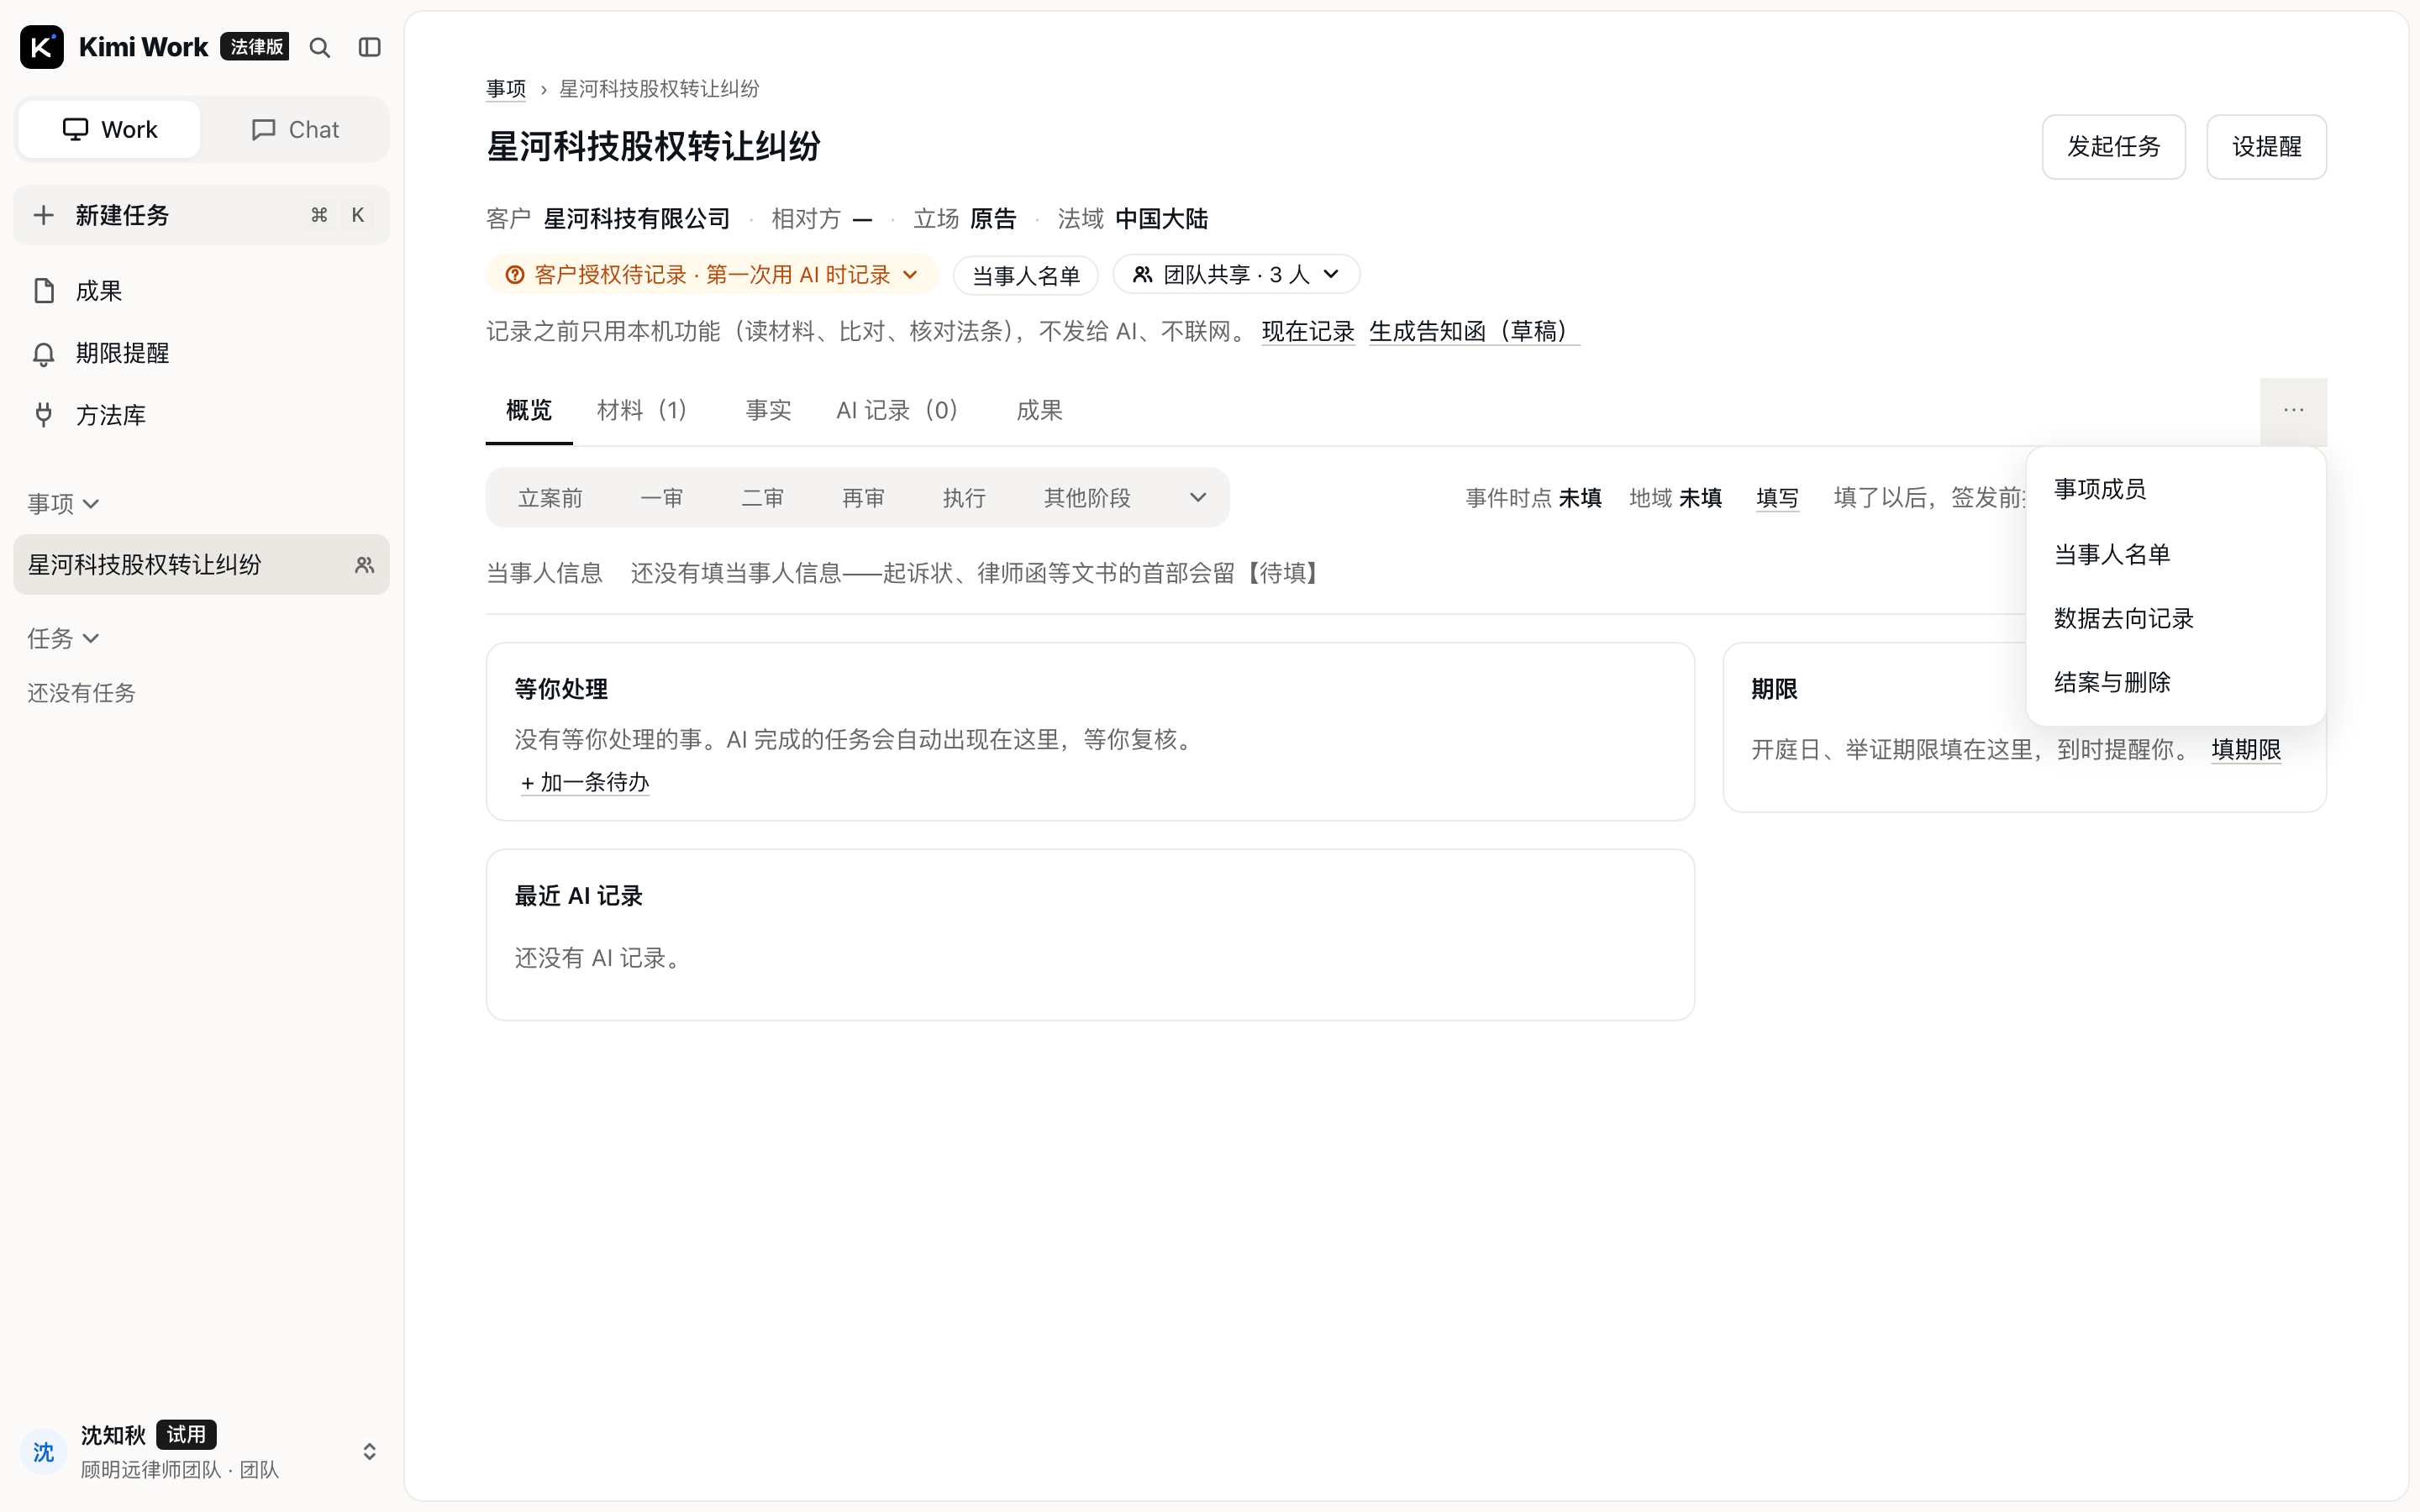 Kimi Work 法律版
Work
Chat
新建任务 ⌘ K
成果
期限提醒
方法库
事项
星河科技股权转让纠纷
任务
还没有任务
沈 沈知秋 试用
顾明远律师团队 · 团队
事项 › 星河科技股权转让纠纷
星河科技股权转让纠纷
发起任务
设提醒
客户 星河科技有限公司 · 相对方 — · 立场 原告 · 法域 中国大陆
客户授权待记录 · 第一次用 AI 时记录
当事人名单
团队共享 · 3 人
记录之前只用本机功能（读材料、比对、核对法条），不发给 AI、不联网。 现在记录 生成告知函（草稿）
概览 材料（1） 事实 AI 记录（0） 成果 ···
立案前 一审 二审 再审 执行 其他阶段
事件时点 未填 地域 未填 填写 填了以后，签发前
当事人信息 还没有填当事人信息——起诉状、律师函等文书的首部会留【待填】
事项成员
当事人名单
数据去向记录
结案与删除
等你处理
没有等你处理的事。AI 完成的任务会自动出现在这里，等你复核。
+ 加一条待办
期限
开庭日、举证期限填在这里，到时提醒你。 填期限
最近 AI 记录
还没有 AI 记录。